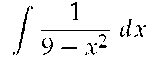 ∫ 1/(9 − x²) dx